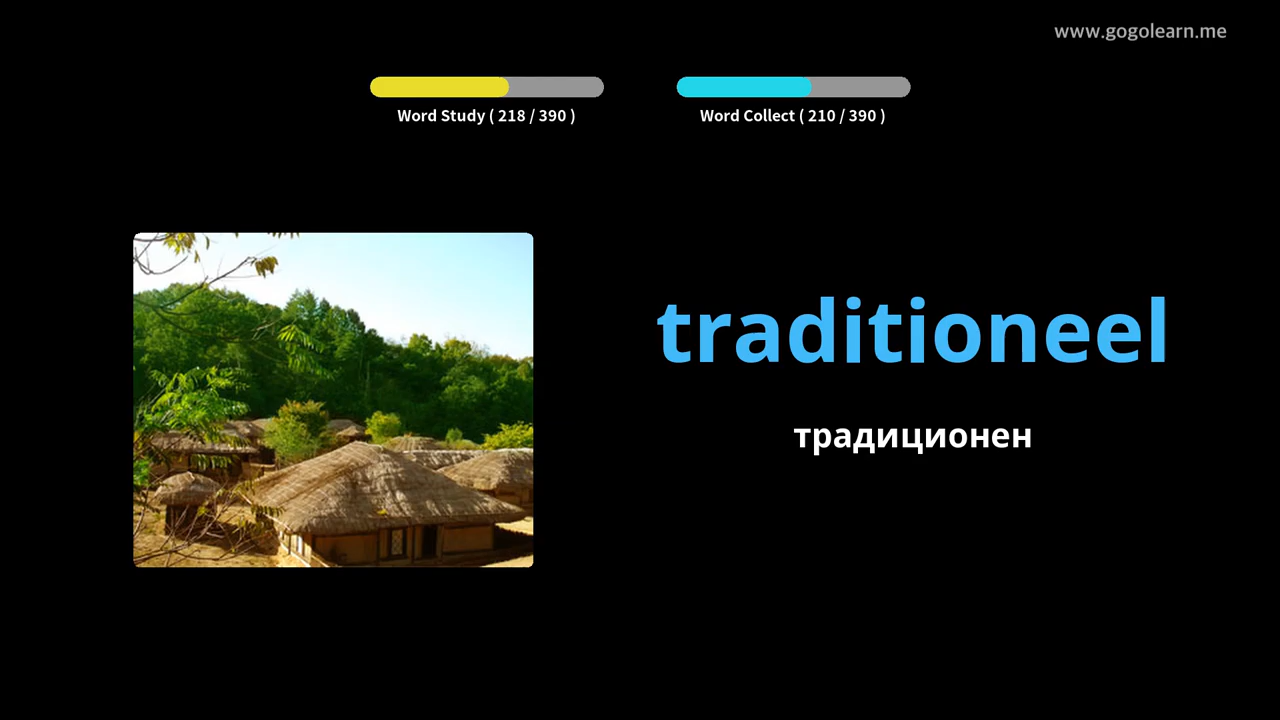 www.gogolearn.me
Word Study ( 218 / 390 )
Word Collect ( 210 / 390 )
traditioneel
традиционен